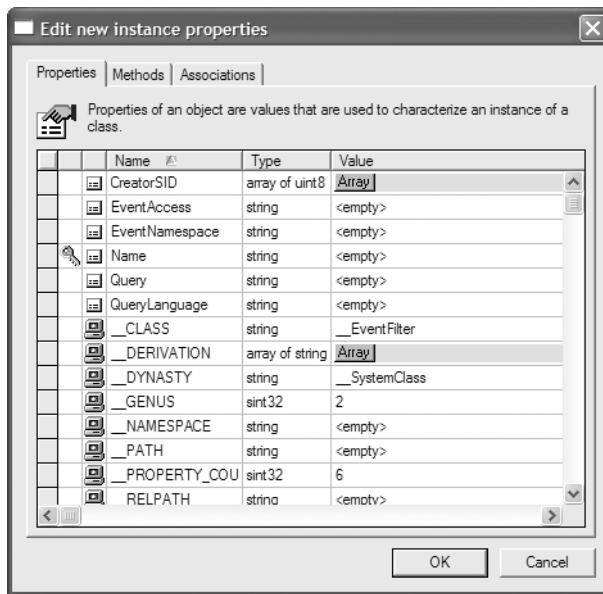 Edit new instance properties
Properties Methods Associations
Properties of an object are values that are used to characterize an instance of a
class.
Name Type Value
CreatorSID array of uint8 Array
EventAccess string <empty>
EventNamespace string <empty>
Name string <empty>
Query string <empty>
QueryLanguage string <empty>
__CLASS string __EventFilter
__DERIVATION array of string Array
__DYNASTY string __SystemClass
__GENUS sint32 2
__NAMESPACE string <empty>
__PATH string <empty>
__PROPERTY_COU sint32 6
RELPATH string <empty>
OK Cancel